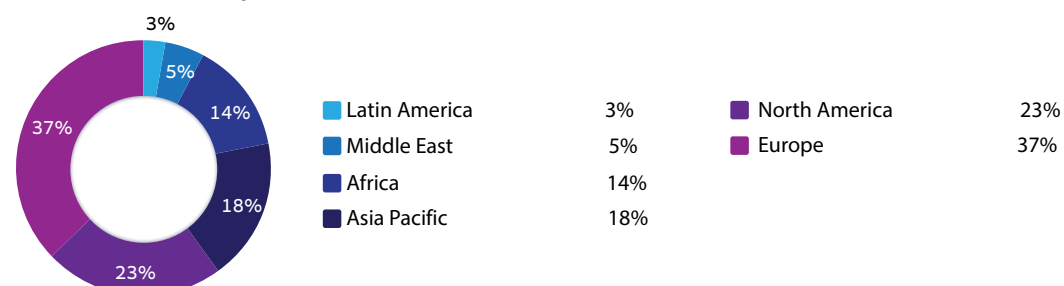 3%
5%
14%
18%
23%
37%
Latin America 3%
Middle East 5%
Africa 14%
Asia Pacific 18%
North America 23%
Europe 37%